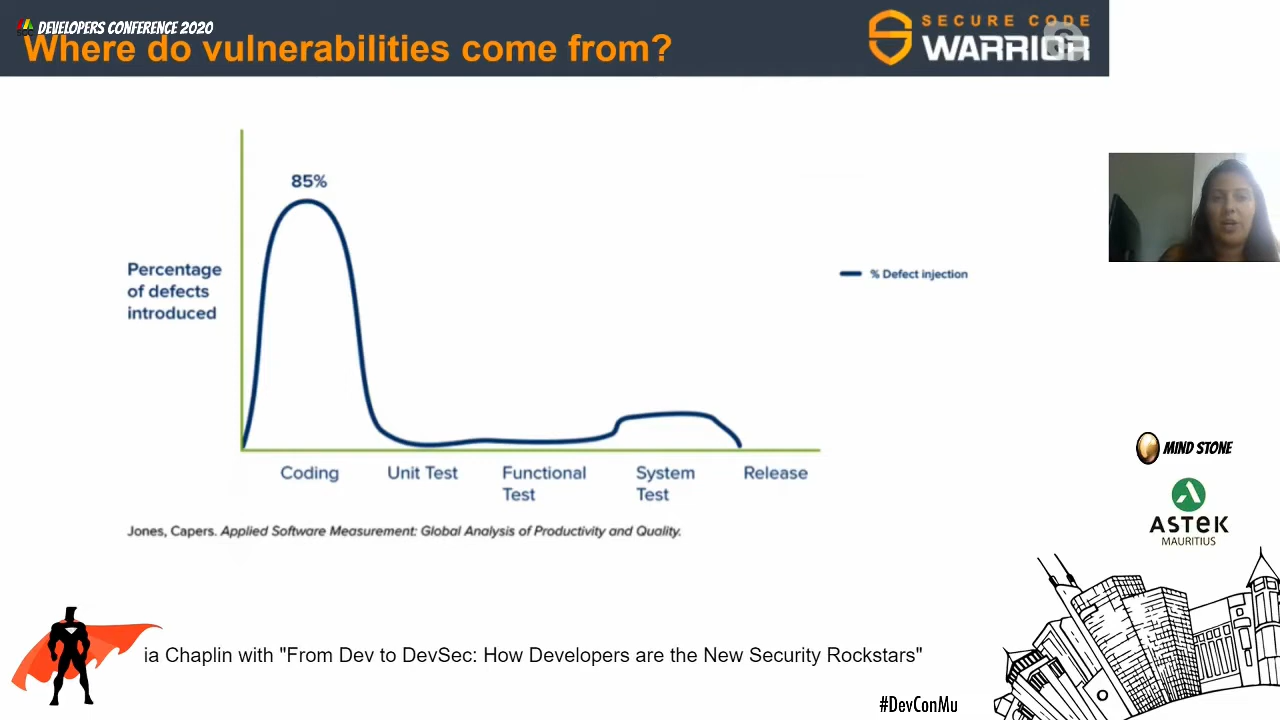 DEVELOPERS CONFERENCE 2020
Where do vulnerabilities come from?
SECURE CODE
WARRIOR
85%
Percentage
of defects
introduced
% Defect injection
Coding
Unit Test
Functional
Test
System
Test
Release
Jones, Capers. Applied Software Measurement: Global Analysis of Productivity and Quality.
MIND STONE
ASTEK
MAURITIUS
ia Chaplin with "From Dev to DevSec: How Developers are the New Security Rockstars"
#DevConMu